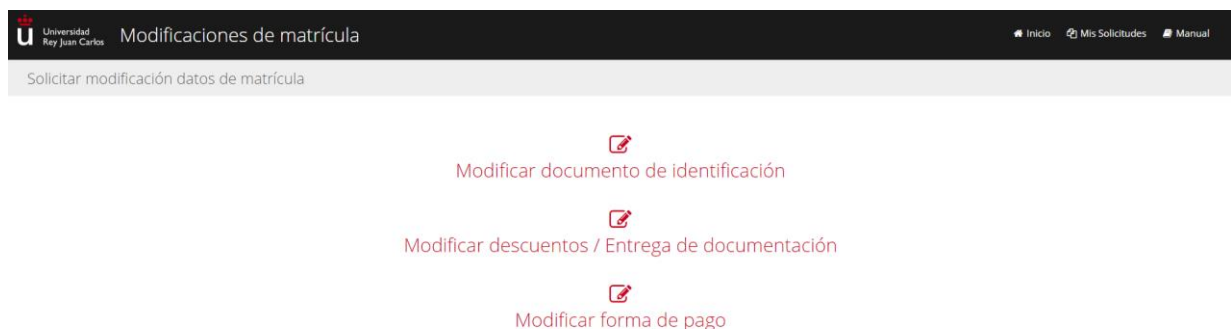 Universidad
Rey Juan Carlos
Modificaciones de matrícula
Inicio
Mis Solicitudes
Manual
Solicitar modificación datos de matrícula
Modificar documento de identificación
Modificar descuentos / Entrega de documentación
Modificar forma de pago